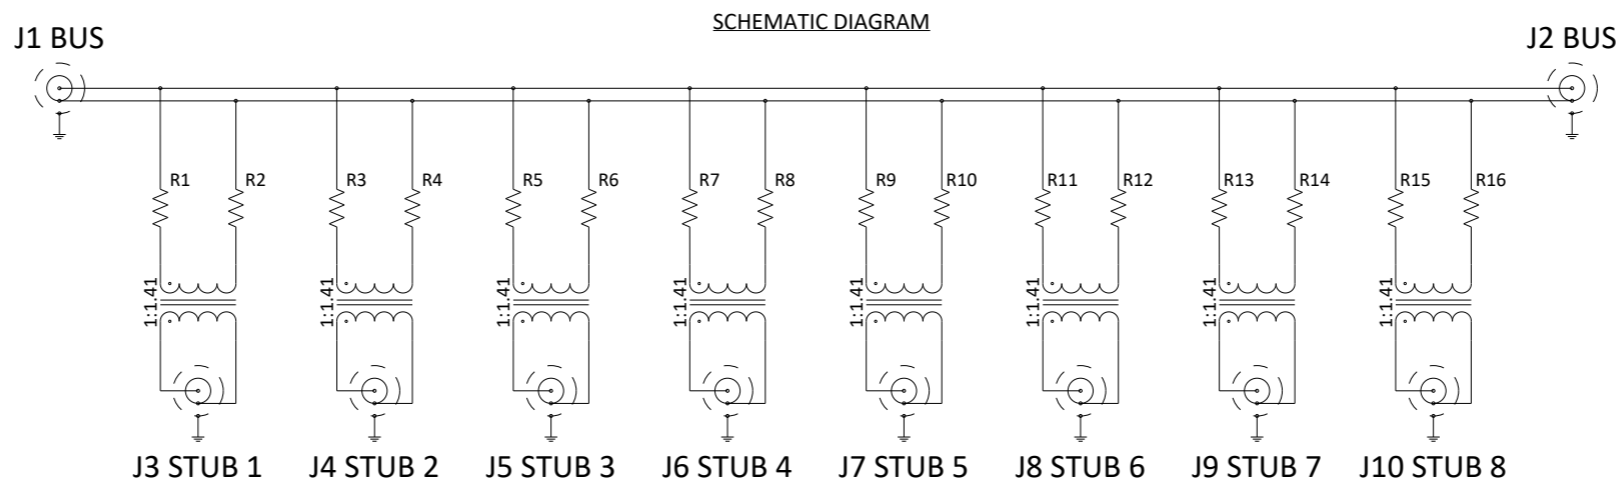 SCHEMATIC DIAGRAM
J1 BUS
J2 BUS
R1
R2
R3
R4
R5
R6
R7
R8
R9
R10
R11
R12
R13
R14
R15
R16
1:1.41
1:1.41
1:1.41
1:1.41
1:1.41
1:1.41
1:1.41
1:1.41
J3 STUB 1
J4 STUB 2
J5 STUB 3
J6 STUB 4
J7 STUB 5
J8 STUB 6
J9 STUB 7
J10 STUB 8